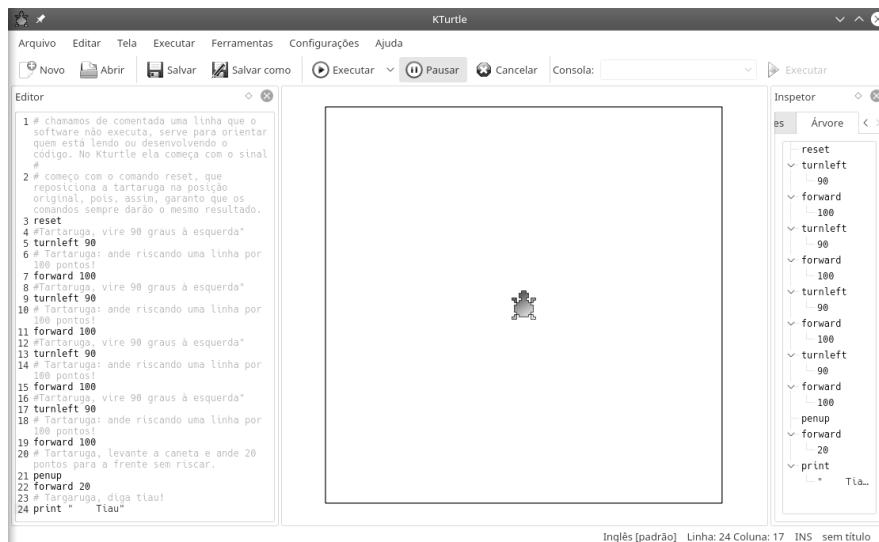 KTurtle
Arquivo Editar Tela Executar Ferramentas Configurações Ajuda
Novo Abrir Salvar Salvar como Executar Pausar Cancelar Consola: Executar
Editor
1 # chamamos de comentada uma linha que o
software não executa, serve para orientar
quem está lendo ou desenvolvendo o
código. No Kturtle ela começa com o sinal
#
2 # começo com o comando reset, que
reposiciona a tartaruga na posição
original, pois, assim, garanto que os
comandos sempre darão o mesmo resultado.
3 reset
4 #Tartaruga, vire 90 graus à esquerda"
5 turnleft 90
6 # Tartaruga: ande riscando uma linha por
100 pontos!
7 forward 100
8 #Tartaruga, vire 90 graus à esquerda"
9 turnleft 90
10 # Tartaruga: ande riscando uma linha por
100 pontos!
11 forward 100
12 #Tartaruga, vire 90 graus à esquerda"
13 turnleft 90
14 # Tartaruga: ande riscando uma linha por
100 pontos!
15 forward 100
16 #Tartaruga, vire 90 graus à esquerda"
17 turnleft 90
18 # Tartaruga: ande riscando uma linha por
100 pontos!
19 forward 100
20 # Tartaruga, levante a caneta e ande 20
pontos para a frente sem riscar.
21 penup
22 forward 20
23 # Targaruga, diga tiau!
24 print "    Tiau"
Inspetor
es Árvore
reset
turnleft
90
forward
100
turnleft
90
forward
100
turnleft
90
forward
100
turnleft
90
forward
100
penup
forward
20
print
"    Tia…
Inglês [padrão] Linha: 24 Coluna: 17 INS sem título